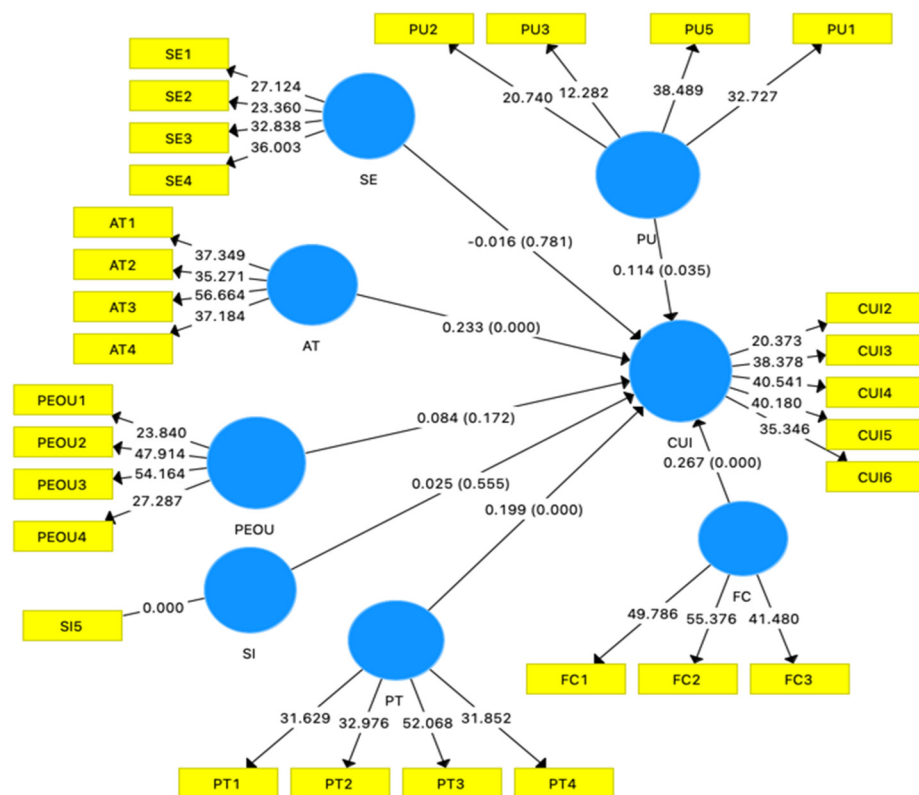 PU2
PU3
PU5
PU1
SE1
SE2
SE3
SE4
27.124
23.360
32.838
36.003
SE
20.740
12.282
38.489
32.727
PU
-0.016 (0.781)
0.114 (0.035)
AT1
AT2
AT3
AT4
37.349
35.271
56.664
37.184
AT
0.233 (0.000)
CUI2
CUI3
CUI4
CUI5
CUI6
20.373
38.378
40.541
40.180
35.346
CUI
PEOU1
PEOU2
PEOU3
PEOU4
23.840
47.914
54.164
27.287
PEOU
0.084 (0.172)
0.025 (0.555)
0.199 (0.000)
0.267 (0.000)
SI5
0.000
SI
FC
49.786
55.376
41.480
FC1
FC2
FC3
PT
31.629
32.976
52.068
31.852
PT1
PT2
PT3
PT4